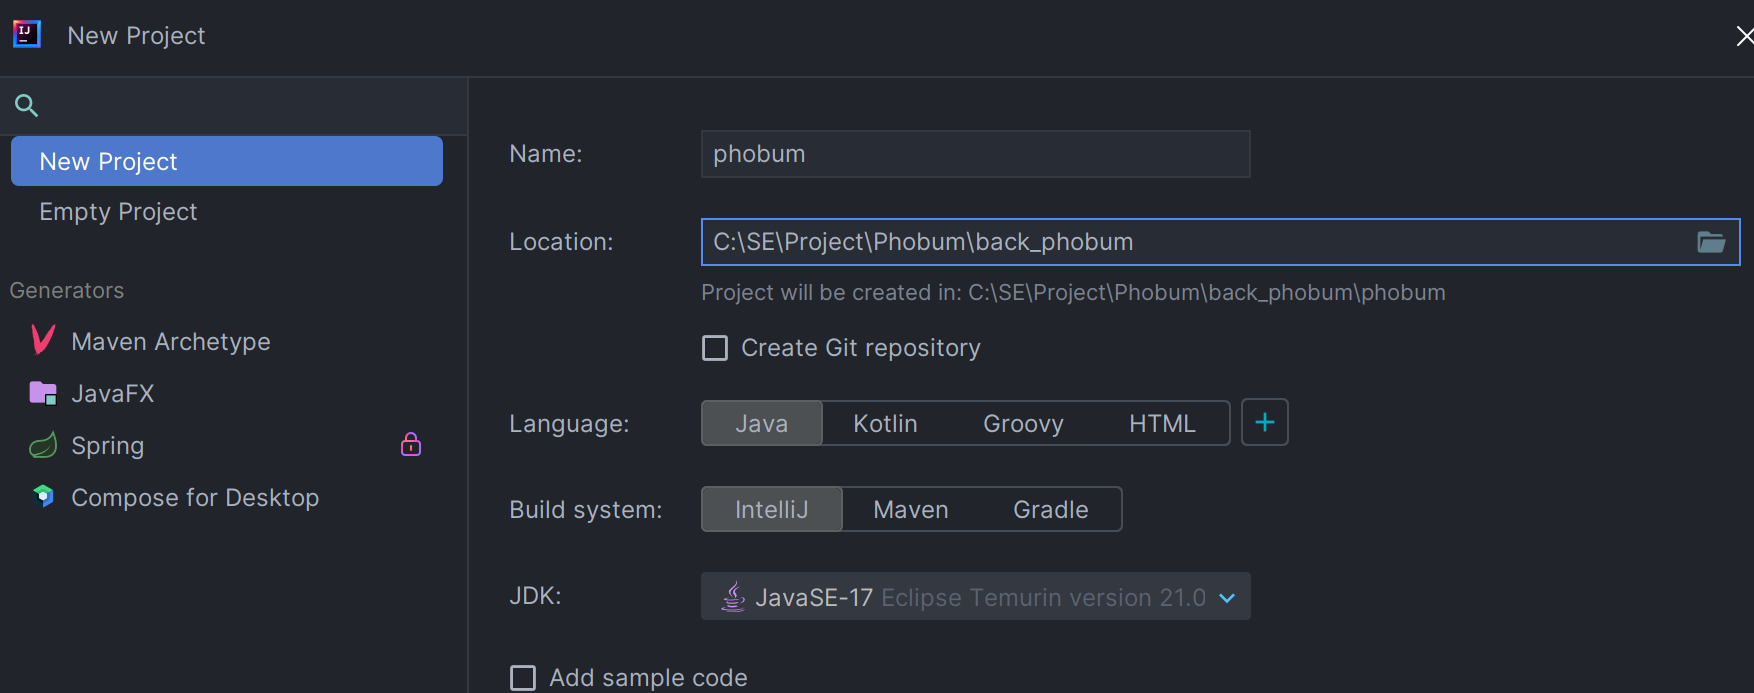 IJ
New Project
New Project
Empty Project
Generators
Maven Archetype
JavaFX
Spring
Compose for Desktop
Name: phobum
Location: C:\SE\Project\Phobum\back_phobum
Project will be created in: C:\SE\Project\Phobum\back_phobum\phobum
Create Git repository
Language: Java Kotlin Groovy HTML +
Build system: IntelliJ Maven Gradle
JDK: JavaSE-17 Eclipse Temurin version 21.0
Add sample code